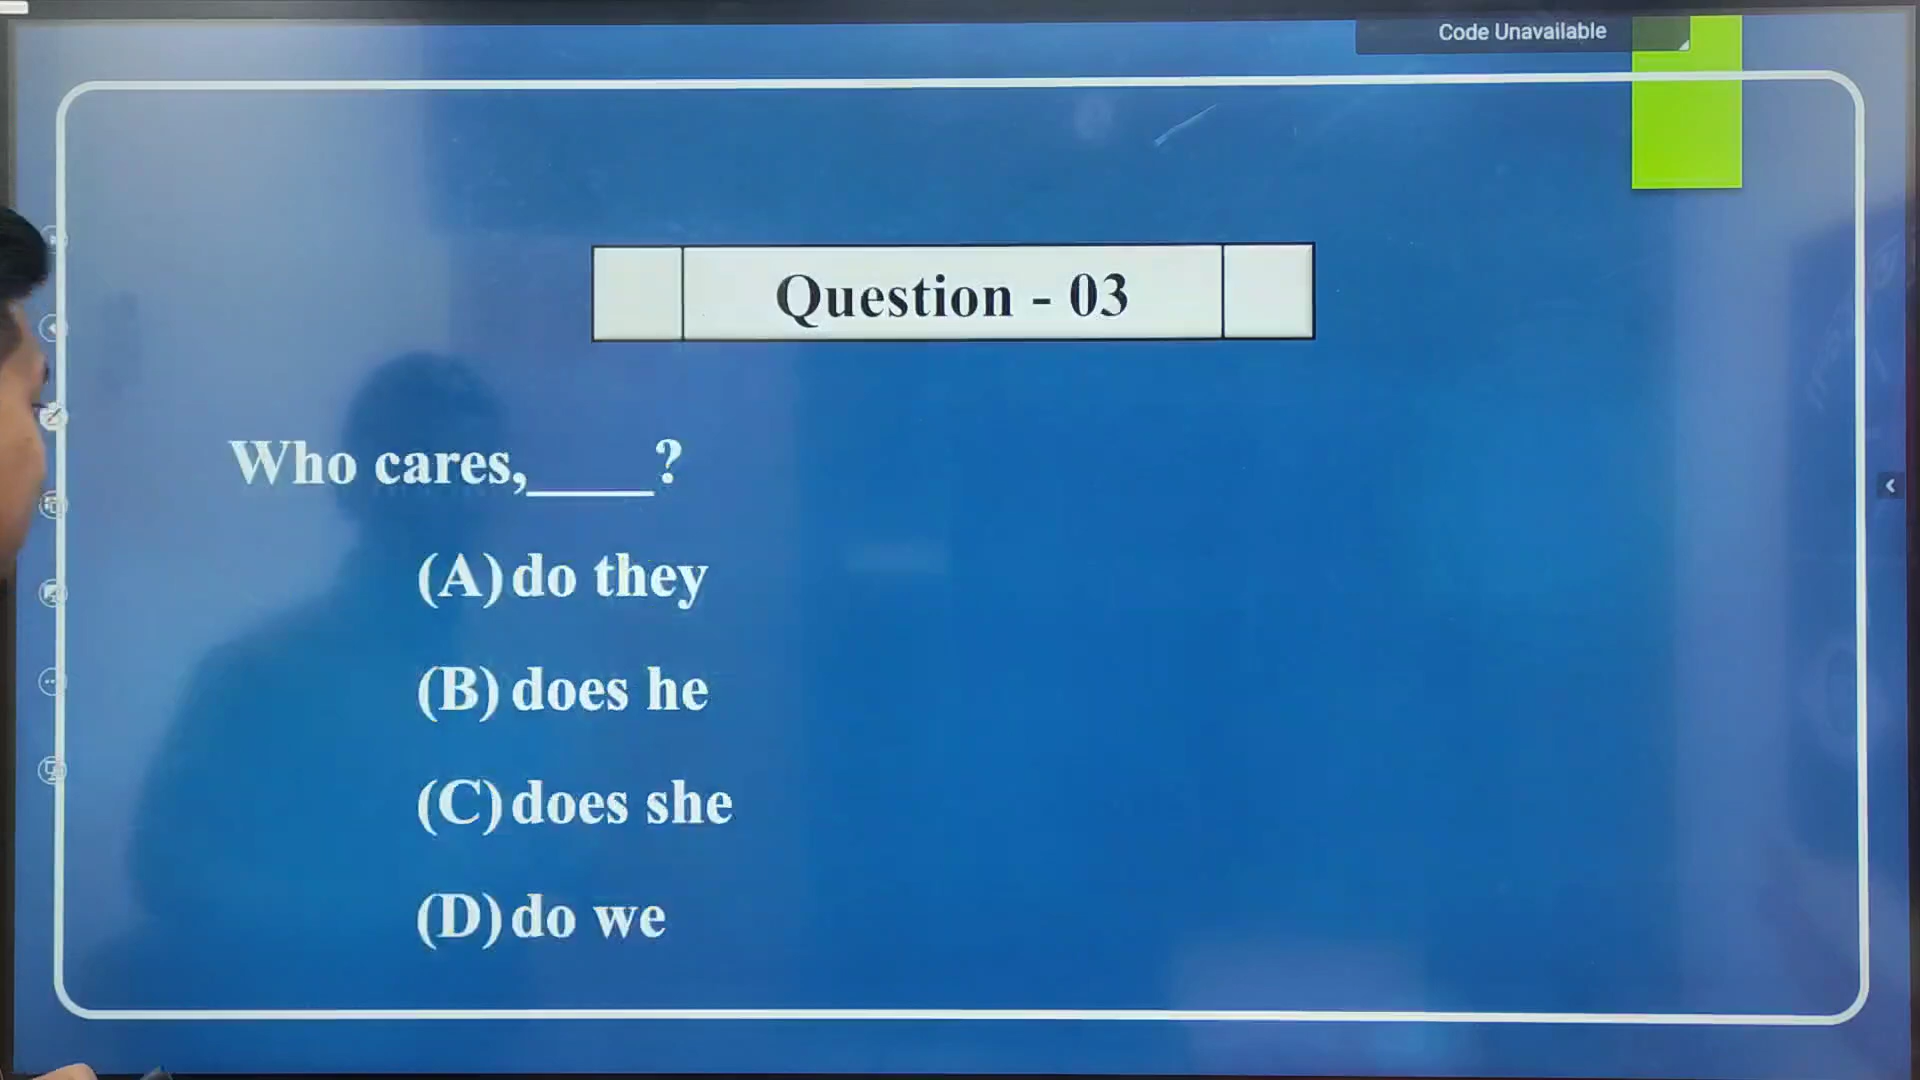 Code Unavailable
Question - 03
Who cares,____?
(A) do they
(B) does he
(C) does she
(D) do we